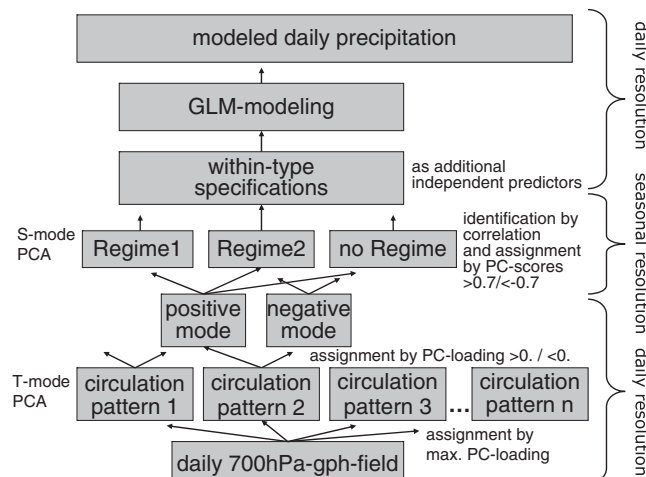 modeled daily precipitation
GLM-modeling
within-type
specifications
as additional
independent predictors
daily resolution
S-mode
PCA
Regime1
Regime2
no Regime
identification by
correlation
and assignment
by PC-scores
>0.7/<-0.7
seasonal resolution
positive
mode
negative
mode
assignment by PC-loading >0. / <0.
T-mode
PCA
circulation
pattern 1
circulation
pattern 2
circulation
pattern 3
...
circulation
pattern n
assignment by
max. PC-loading
daily 700hPa-gph-field
daily resolution